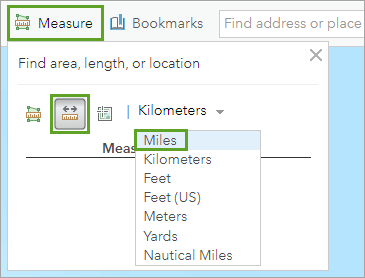 Measure Bookmarks Find address or place
Find area, length, or location
Kilometers
Miles
Kilometers
Feet
Feet (US)
Meters
Yards
Nautical Miles